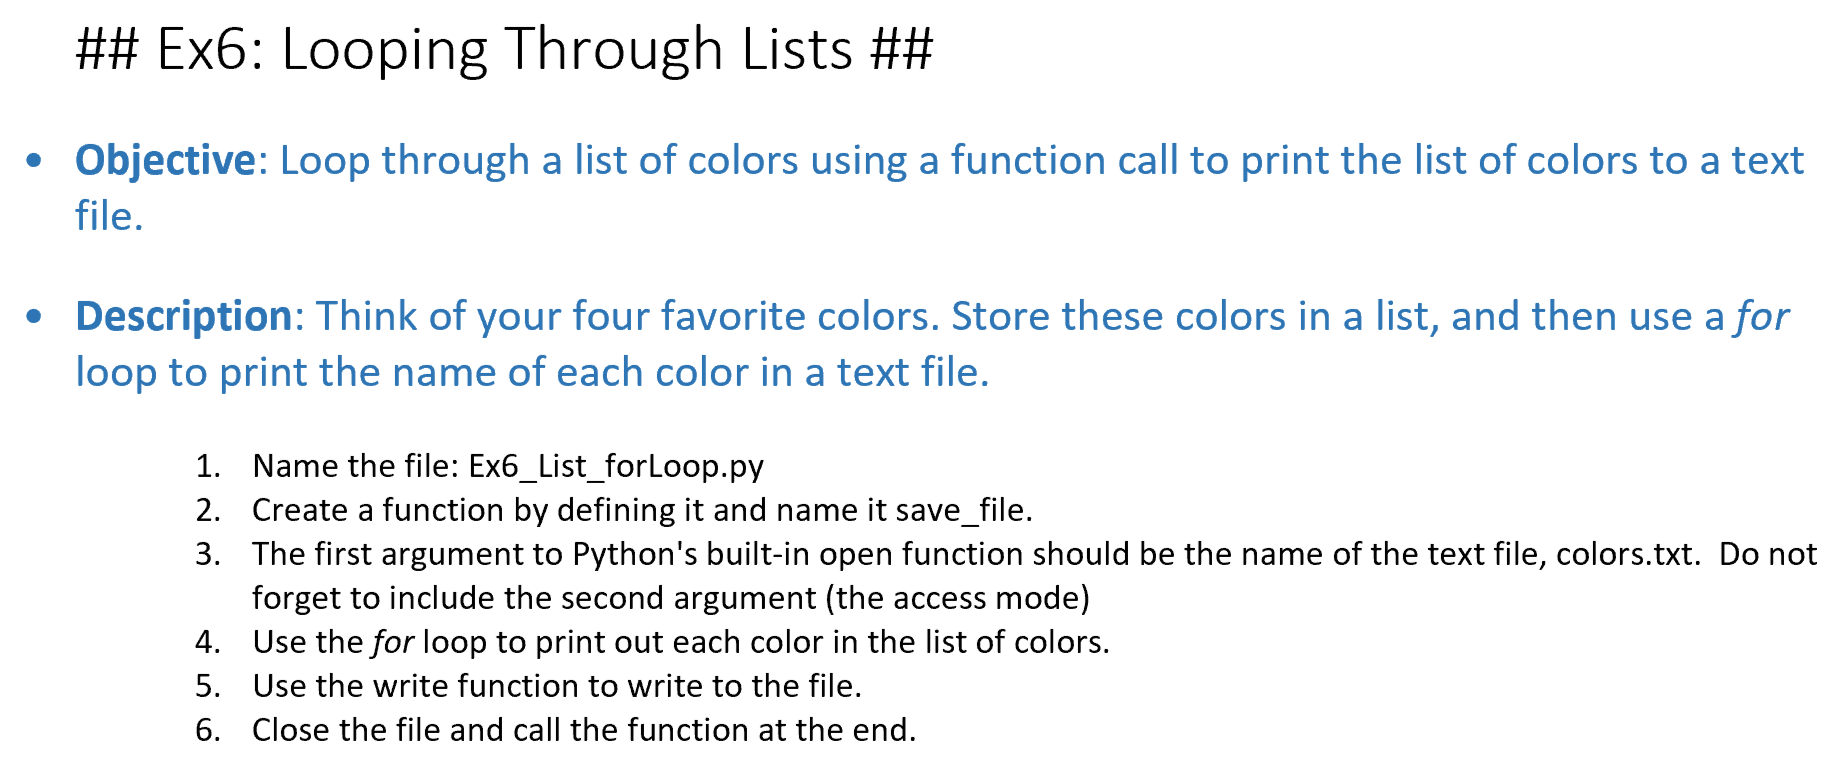 ## Ex6: Looping Through Lists ##
• Objective: Loop through a list of colors using a function call to print the list of colors to a text
file.
• Description: Think of your four favorite colors. Store these colors in a list, and then use a for
loop to print the name of each color in a text file.
1. Name the file: Ex6_List_forLoop.py
2. Create a function by defining it and name it save_file.
3. The first argument to Python's built-in open function should be the name of the text file, colors.txt.  Do not
forget to include the second argument (the access mode)
4. Use the for loop to print out each color in the list of colors.
5. Use the write function to write to the file.
6. Close the file and call the function at the end.